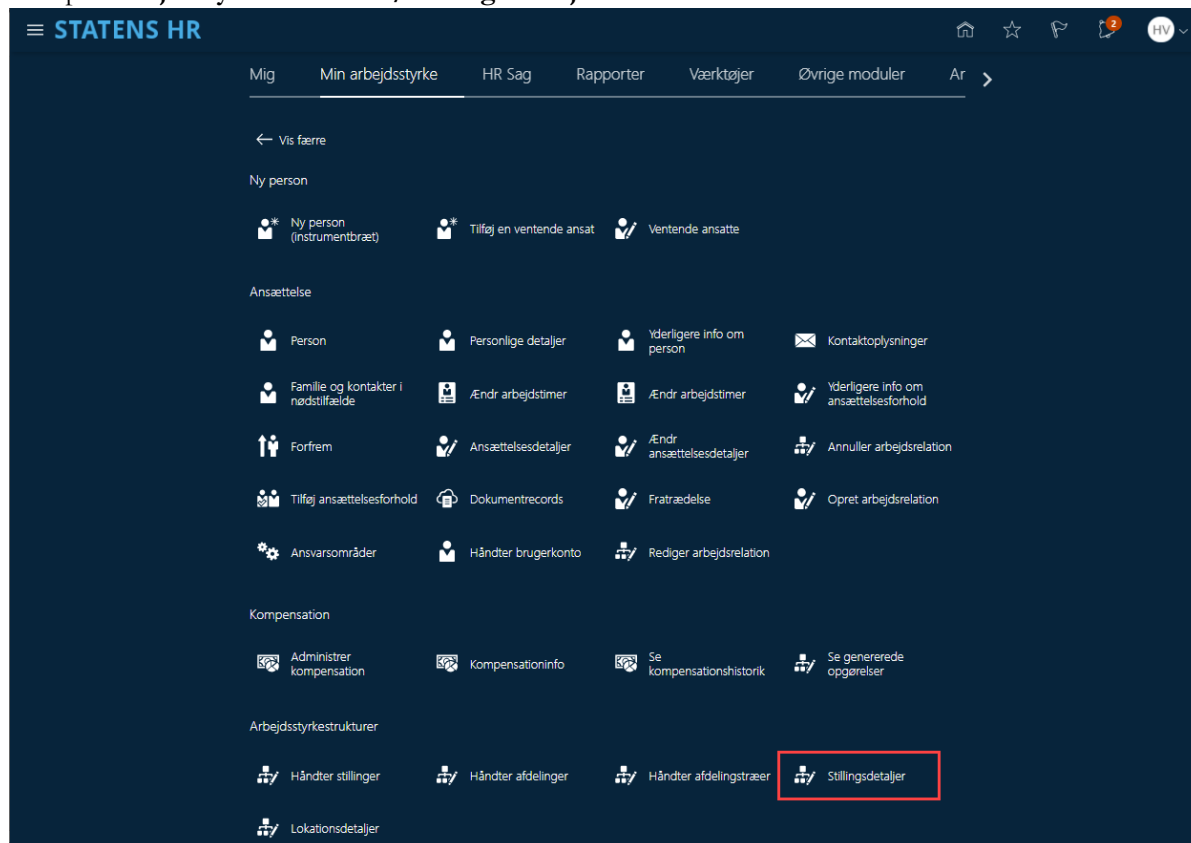 STATENS HR
2
HV
Mig Min arbejdsstyrke HR Sag Rapporter Værktøjer Øvrige moduler Ar
Vis færre
Ny person
Ny person
(instrumentbræt)
Tilføj en ventende ansat
Ventende ansatte
Ansættelse
Person
Personlige detaljer
Yderligere info om
person
Kontaktoplysninger
Familie og kontakter i
nødstilfælde
Ændr arbejdstimer
Ændr arbejdstimer
Yderligere info om
ansættelsesforhold
Forfrem
Ansættelsesdetaljer
Ændr
ansættelsesdetaljer
Annuller arbejdsrelation
Tilføj ansættelsesforhold
Dokumentrecords
Fratrædelse
Opret arbejdsrelation
Ansvarsområder
Håndter brugerkonto
Rediger arbejdsrelation
Kompensation
Administrer
kompensation
Kompensationinfo
Se
kompensationshistorik
Se genererede
opgørelser
Arbejdsstyrkestrukturer
Håndter stillinger
Håndter afdelinger
Håndter afdelingstræer
Stillingsdetaljer
Lokationsdetaljer